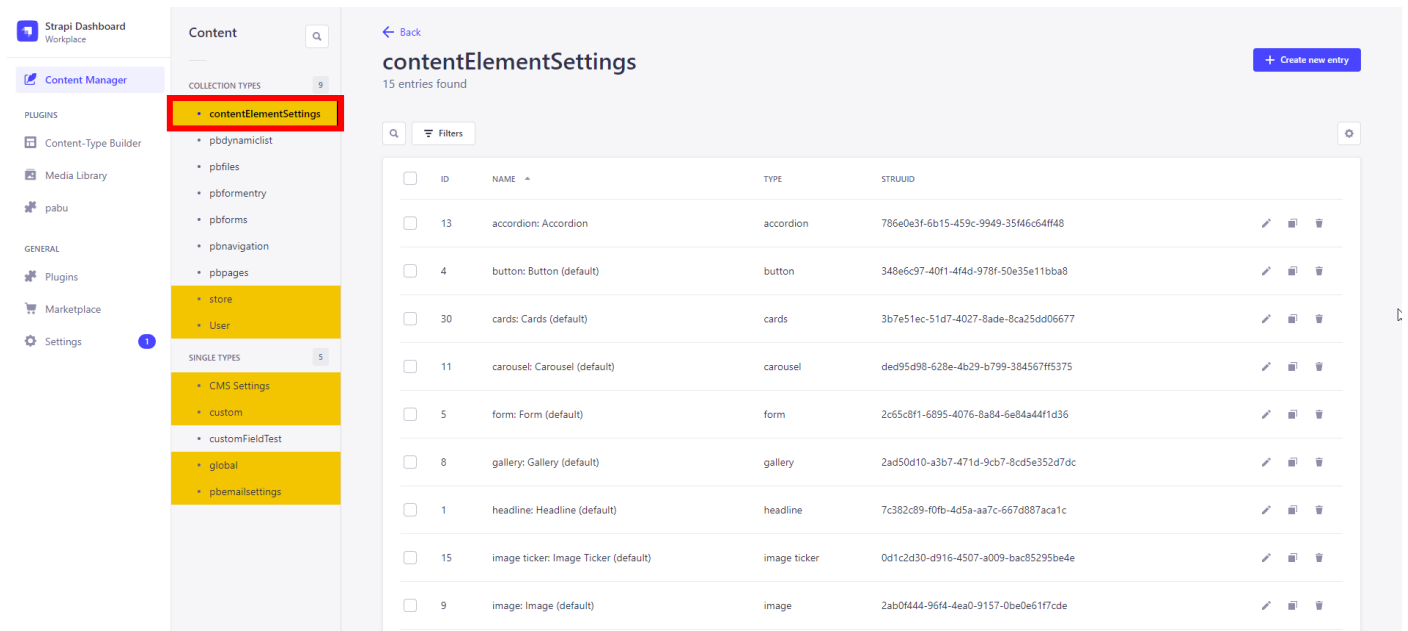 Strapi Dashboard
Workplace
Content Manager
PLUGINS
Content-Type Builder
Media Library
pabu
GENERAL
Plugins
Marketplace
Settings
1
Content
COLLECTION TYPES
9
contentElementSettings
pbdynamiclist
pbfiles
pbformentry
pbforms
pbnavigation
pbpages
store
User
SINGLE TYPES
5
CMS Settings
custom
customFieldTest
global
pbemailsettings
Back
contentElementSettings
15 entries found
Create new entry
Filters
ID NAME TYPE STRUUID
13 accordion: Accordion accordion 786e0e3f-6b15-459c-9949-35f46c64ff48
4 button: Button (default) button 348e6c97-40f1-4f4d-978f-50e35e11bba8
30 cards: Cards (default) cards 3b7e51ec-51d7-4027-8ade-8ca25dd06677
11 carousel: Carousel (default) carousel ded95d98-628e-4b29-b799-384567ff5375
5 form: Form (default) form 2c65c8f1-6895-4076-8a84-6e84a44f1d36
8 gallery: Gallery (default) gallery 2ad50d10-a3b7-471d-9cb7-8cd5e352d7dc
1 headline: Headline (default) headline 7c382c89-f0fb-4d5a-aa7c-667d887aca1c
15 image ticker: Image Ticker (default) image ticker 0d1c2d30-d916-4507-a009-bac85295be4e
9 image: Image (default) image 2ab0f444-96f4-4ea0-9157-0be0e61f7cde